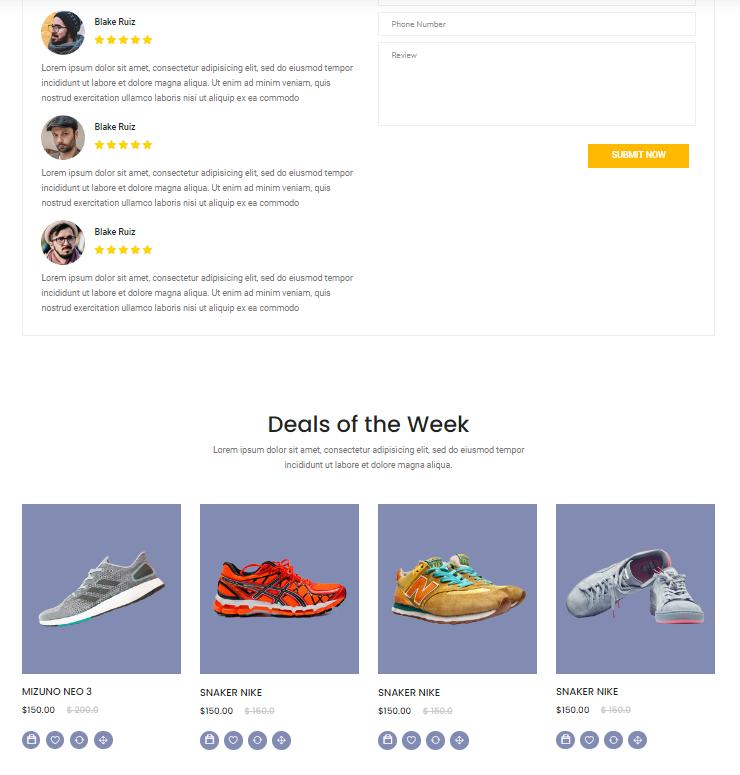 Blake Ruiz
Lorem ipsum dolor sit amet, consectetur adipisicing elit, sed do eiusmod tempor
incididunt ut labore et dolore magna aliqua. Ut enim ad minim veniam, quis
nostrud exercitation ullamco laboris nisi ut aliquip ex ea commodo
Blake Ruiz
Lorem ipsum dolor sit amet, consectetur adipisicing elit, sed do eiusmod tempor
incididunt ut labore et dolore magna aliqua. Ut enim ad minim veniam, quis
nostrud exercitation ullamco laboris nisi ut aliquip ex ea commodo
Blake Ruiz
Lorem ipsum dolor sit amet, consectetur adipisicing elit, sed do eiusmod tempor
incididunt ut labore et dolore magna aliqua. Ut enim ad minim veniam, quis
nostrud exercitation ullamco laboris nisi ut aliquip ex ea commodo
Phone Number
Review
SUBMIT NOW
Deals of the Week
Lorem ipsum dolor sit amet, consectetur adipisicing elit, sed do eiusmod tempor
incididunt ut labore et dolore magna aliqua.
N
MIZUNO NEO 3
$150.00 $ 200.0
SNAKER NIKE
$150.00 $ 160.0
SNAKER NIKE
$150.00 $ 150.0
SNAKER NIKE
$150.00 $ 150.0